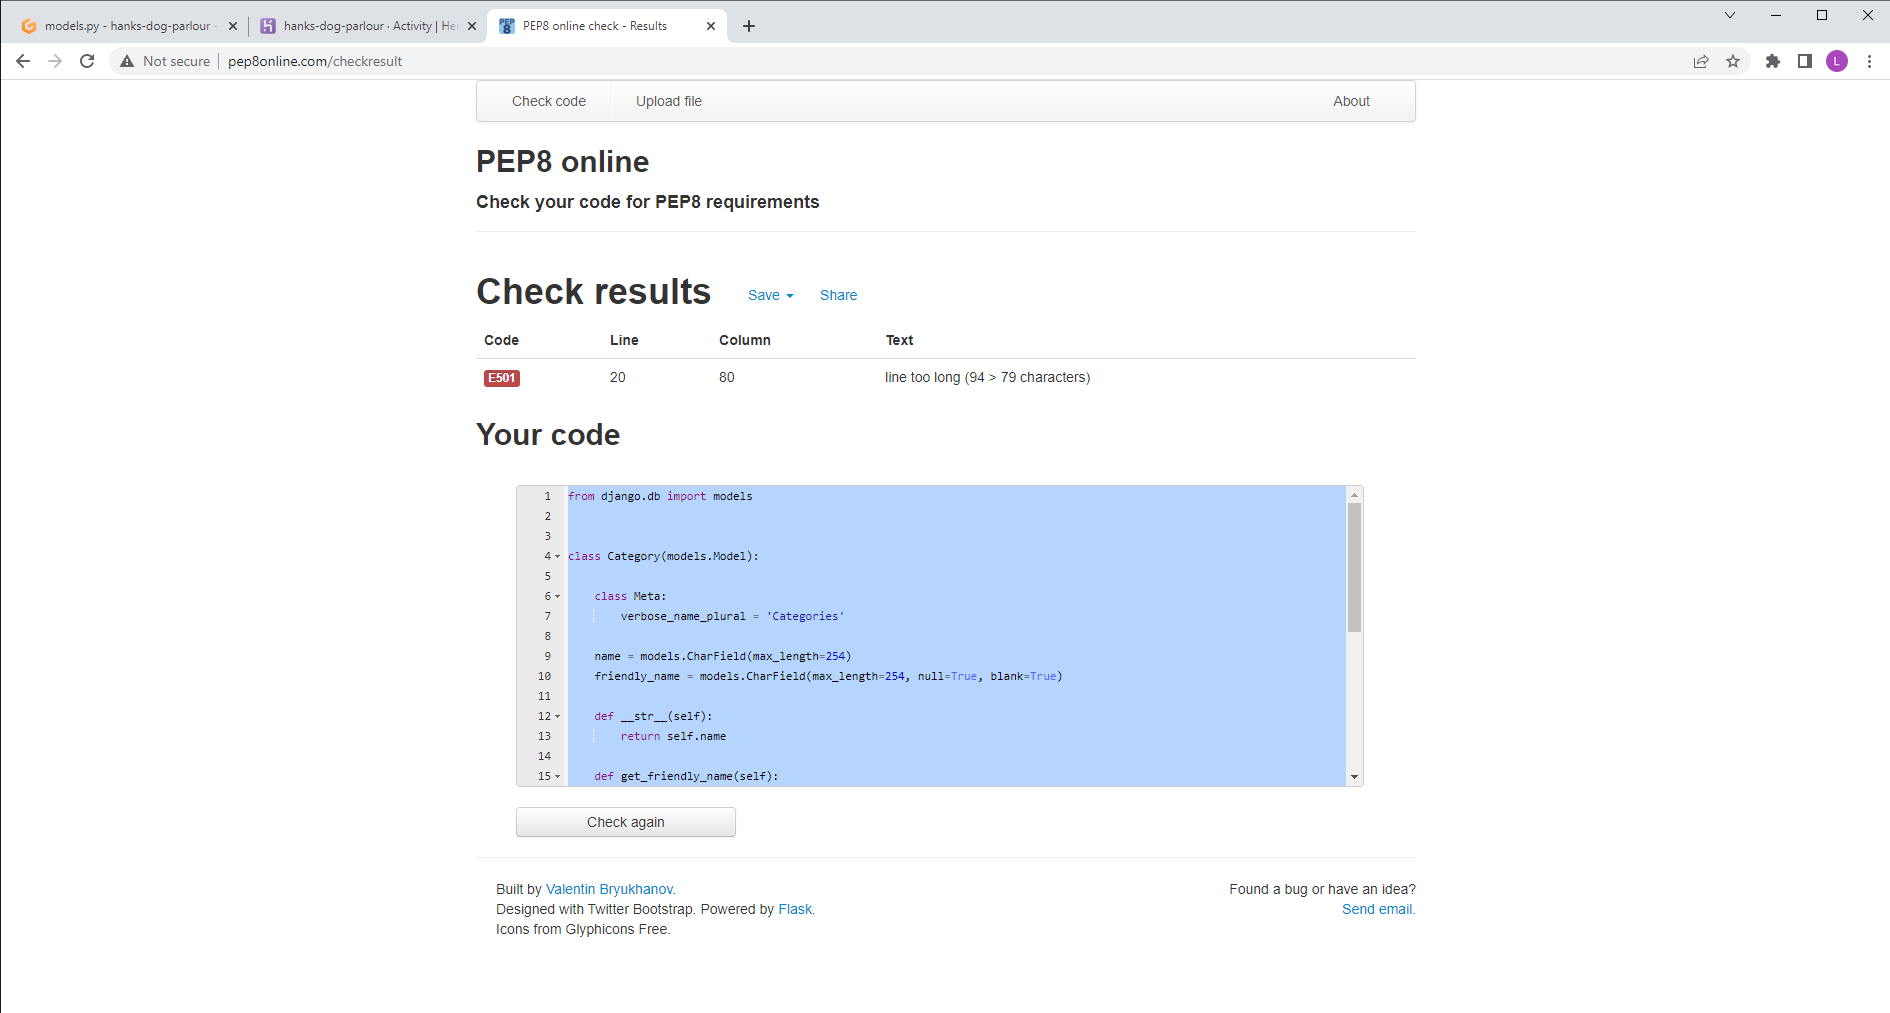 models.py - hanks-dog-parlour -
hanks-dog-parlour · Activity | He
PEP8 online check - Results
Not secure
pep8online.com/checkresult
L
Check code
Upload file
About
PEP8 online
Check your code for PEP8 requirements
Check results
Save
Share
Code Line Column Text
E501 20 80 line too long (94 > 79 characters)
Your code
1 from django.db import models
2
3
4 class Category(models.Model):
5
6 class Meta:
7 verbose_name_plural = 'Categories'
8
9 name = models.CharField(max_length=254)
10 friendly_name = models.CharField(max_length=254, null=True, blank=True)
11
12 def __str__(self):
13 return self.name
14
15 def get_friendly_name(self):
Check again
Built by Valentin Bryukhanov.
Designed with Twitter Bootstrap. Powered by Flask.
Icons from Glyphicons Free.
Found a bug or have an idea?
Send email.